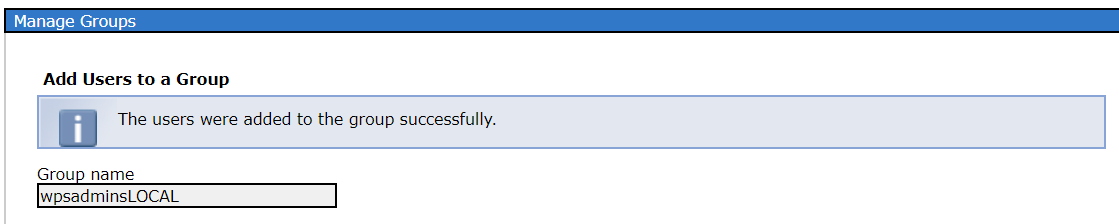 Manage Groups
Add Users to a Group
The users were added to the group successfully.
Group name
wpsadminsLOCAL